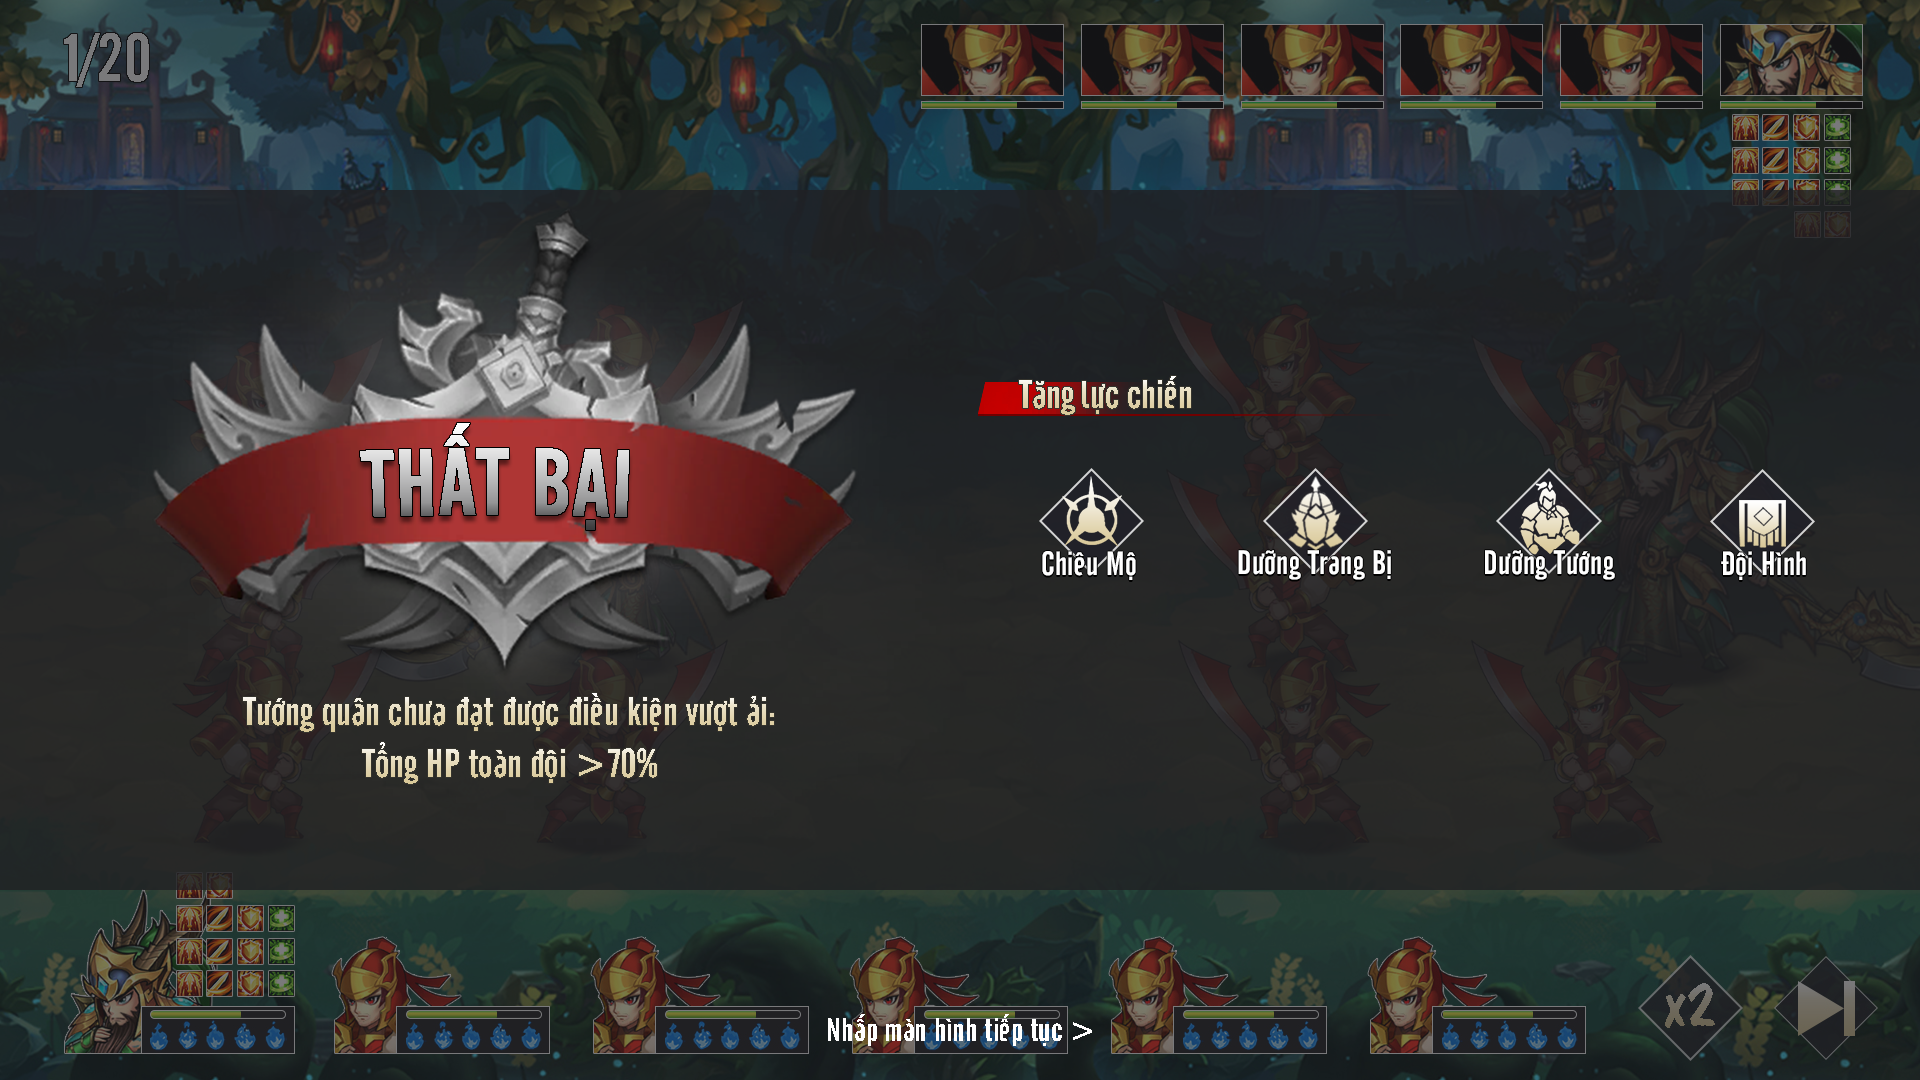 1/20
THẤT BẠI
Tướng quân chưa đạt được điều kiện vượt ải:
Tổng HP toàn đội >70%
Tăng lực chiến
Chiêu Mộ
Dưỡng Trang Bị
Dưỡng Tướng
Đội Hình
Nhấp màn hình tiếp tục >
x2